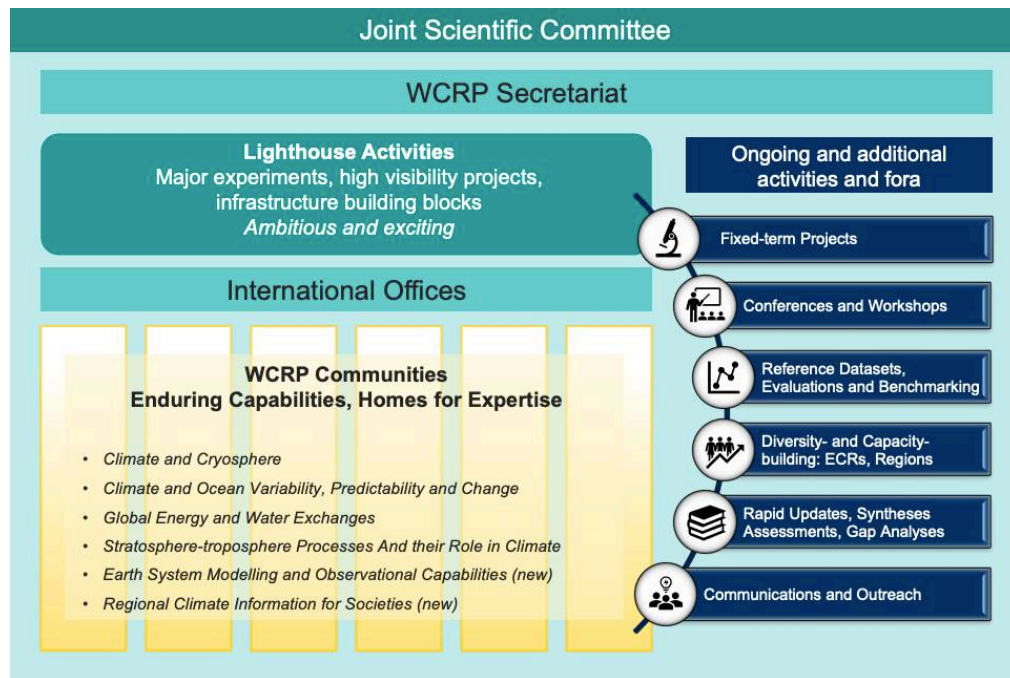 Joint Scientific Committee
WCRP Secretariat
Lighthouse Activities
Major experiments, high visibility projects,
infrastructure building blocks
Ambitious and exciting
International Offices
WCRP Communities
Enduring Capabilities, Homes for Expertise
• Climate and Cryosphere
• Climate and Ocean Variability, Predictability and Change
• Global Energy and Water Exchanges
• Stratosphere-troposphere Processes And their Role in Climate
• Earth System Modelling and Observational Capabilities (new)
• Regional Climate Information for Societies (new)
Ongoing and additional
activities and fora
Fixed-term Projects
Conferences and Workshops
Reference Datasets,
Evaluations and Benchmarking
Diversity- and Capacity-
building: ECRs, Regions
Rapid Updates, Syntheses
Assessments, Gap Analyses
Communications and Outreach